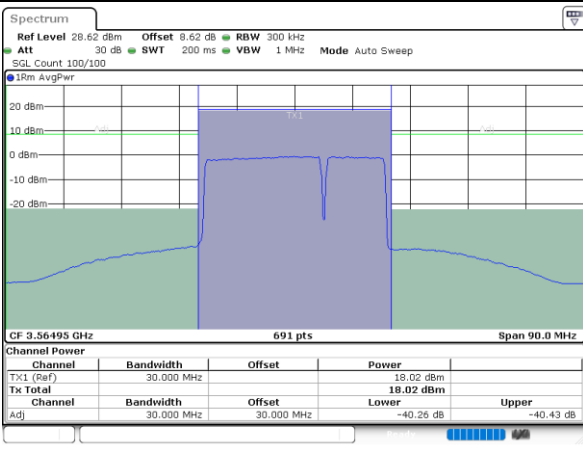 Spectrum
Ref Level 28.62 dBm Offset 8.62 dB RBW 300 kHz
Att 30 dB SWT 200 ms VBW 1 MHz Mode Auto Sweep
SGL Count 100/100
1Rm AvgPwr
20 dBm
TX1
10 dBm Adj Adj
0 dBm
-10 dBm
-20 dBm
CF 3.56495 GHz 691 pts Span 90.0 MHz
Channel Power
Channel Bandwidth Offset Power
TX1 (Ref) 30.000 MHz 18.02 dBm
Tx Total 18.02 dBm
Channel Bandwidth Offset Lower Upper
Adj 30.000 MHz 30.000 MHz -40.26 dB -40.43 dB
Ready